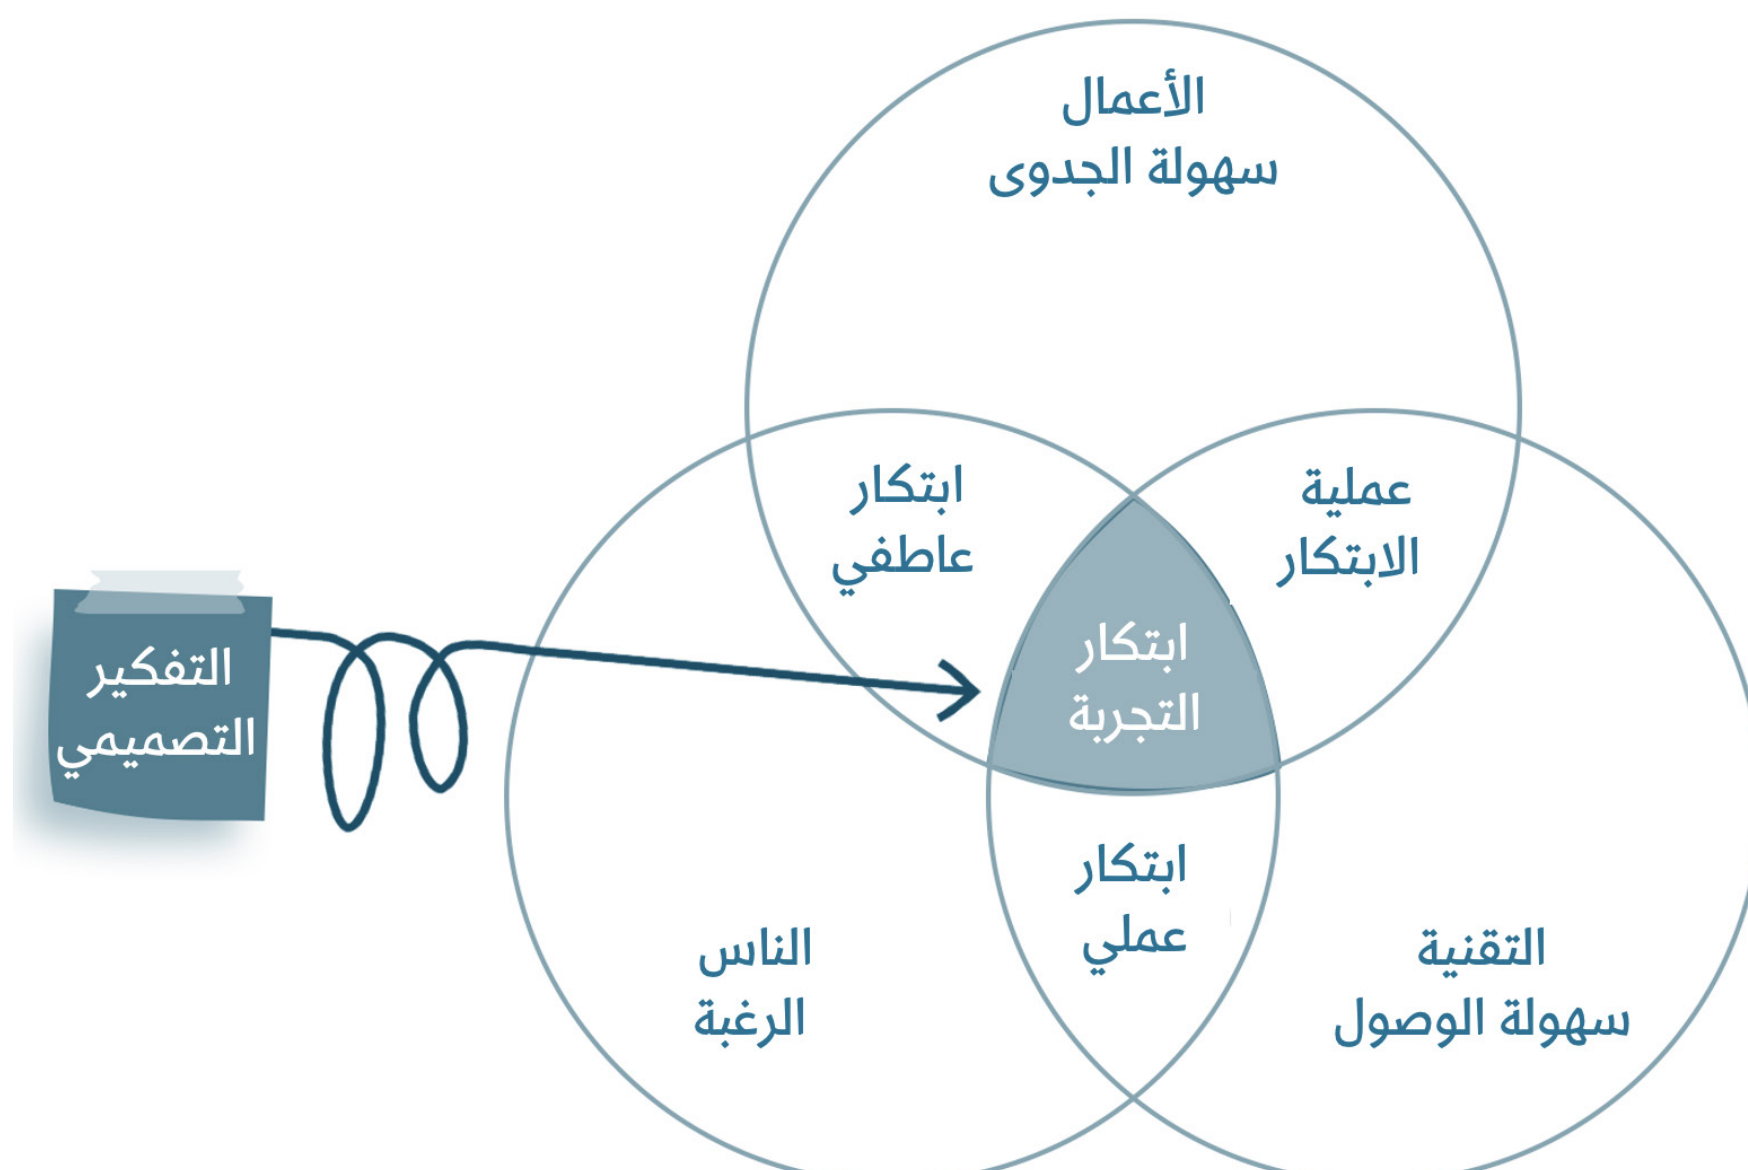 الأعمال
سهولة الجدوى
عملية
الابتكار
ابتكار
عاطفي
ابتكار
التجربة
التفكير
التصميمي
ابتكار
عملي
التقنية
سهولة الوصول
الناس
الرغبة